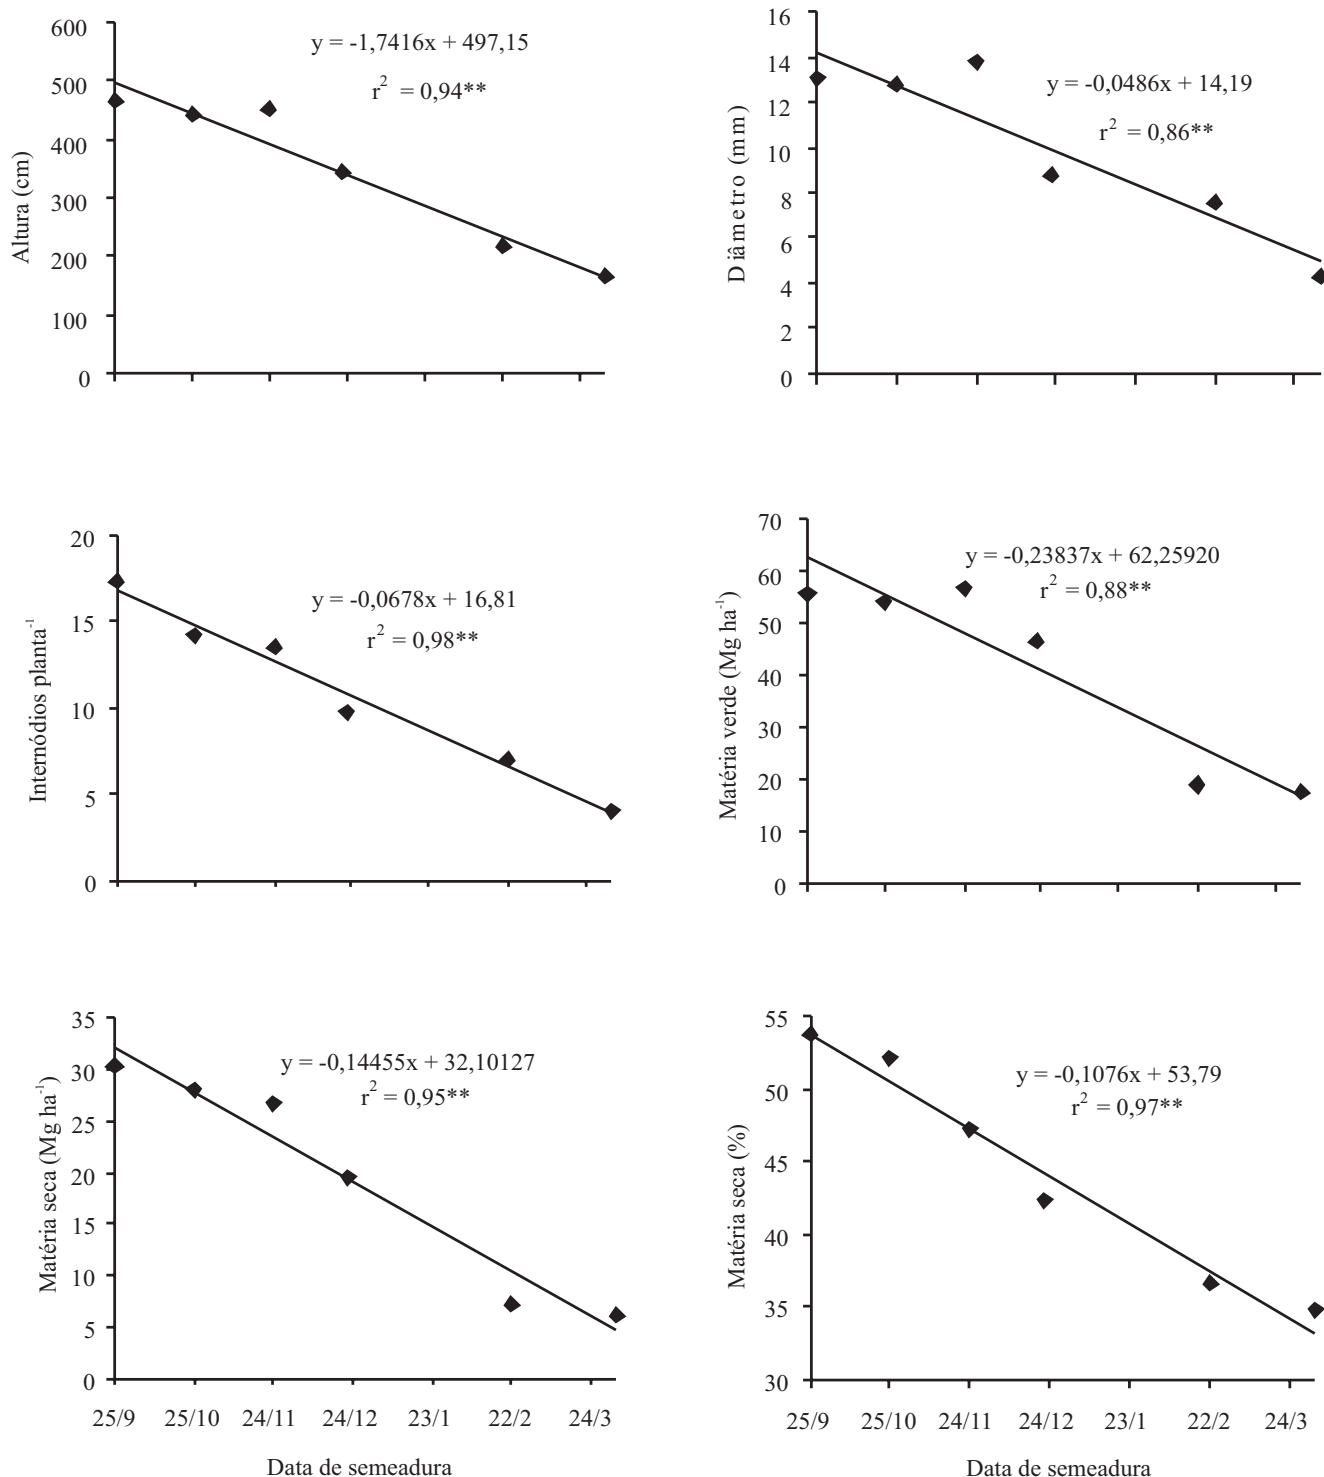 600
500
400
300
200
100
0
Altura (cm)
y = -1,7416x + 497,15
r² = 0,94**
16
14
12
10
8
6
4
2
0
Diâmetro (mm)
y = -0,0486x + 14,19
r² = 0,86**
20
15
10
5
0
Internódios planta⁻¹
y = -0,0678x + 16,81
r² = 0,98**
70
60
50
40
30
20
10
0
Matéria verde (Mg ha⁻¹)
y = -0,23837x + 62,25920
r² = 0,88**
35
30
25
20
15
10
5
0
Matéria seca (Mg ha⁻¹)
y = -0,14455x + 32,10127
r² = 0,95**
25/9 25/10 24/11 24/12 23/1 22/2 24/3
Data de semeadura
55
50
45
40
35
30
Matéria seca (%)
y = -0,1076x + 53,79
r² = 0,97**
25/9 25/10 24/11 24/12 23/1 22/2 24/3
Data de semeadura